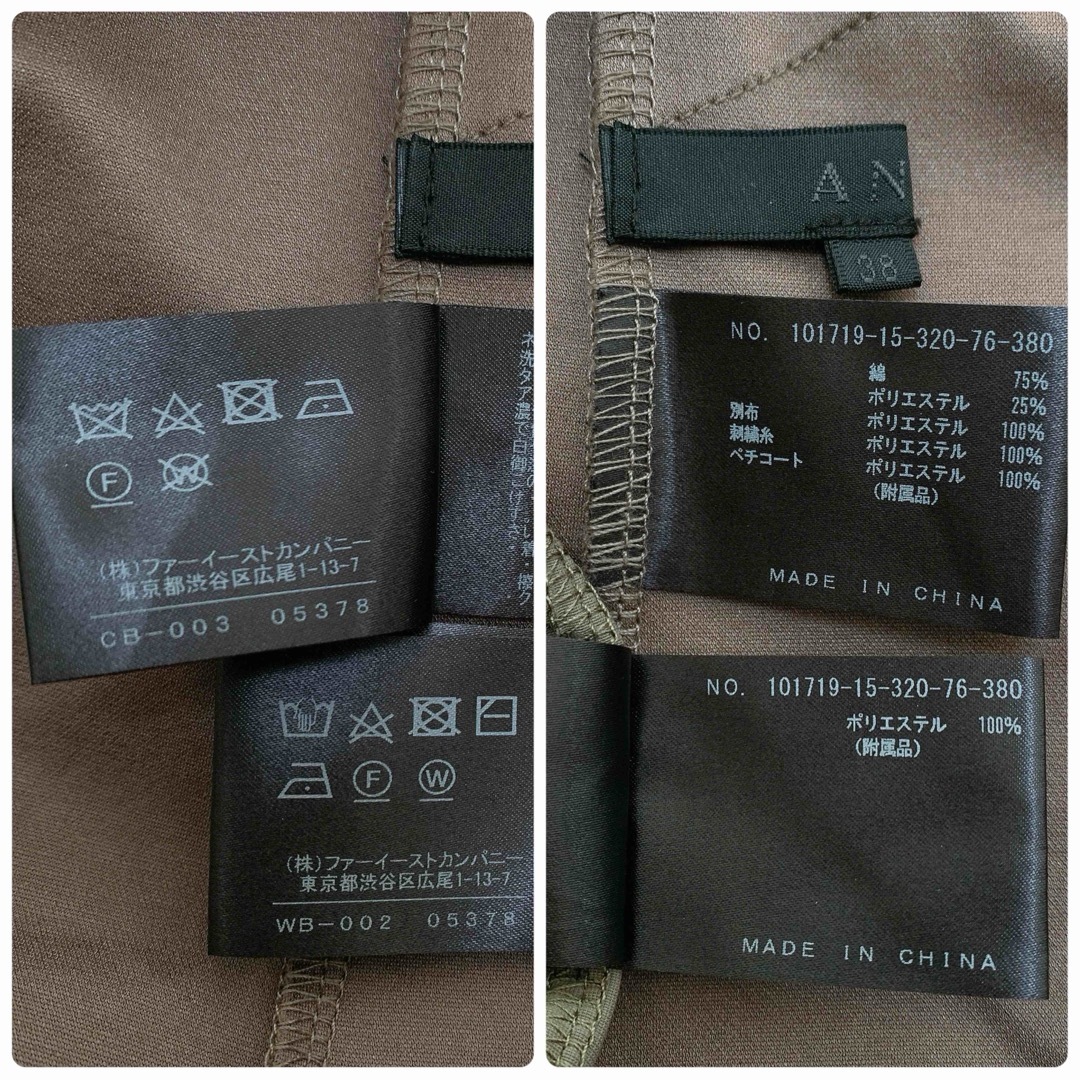 F
W
(株)ファーイーストカンパニー
東京都渋谷区広尾1-13-7
CB-003 05378
F
W
(株)ファーイーストカンパニー
東京都渋谷区広尾1-13-7
WB-002 05378
A N
38
NO. 101719-15-320-76-380
綿 75%
ポリエステル 25%
別布 ポリエステル 100%
刺繍糸 ポリエステル 100%
ペチコート ポリエステル 100%
(附属品)
MADE IN CHINA
NO. 101719-15-320-76-380
ポリエステル 100%
(附属品)
MADE IN CHINA